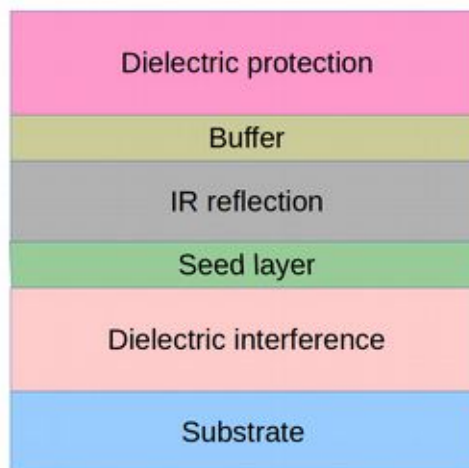 Dielectric protection
Buffer
IR reflection
Seed layer
Dielectric interference
Substrate